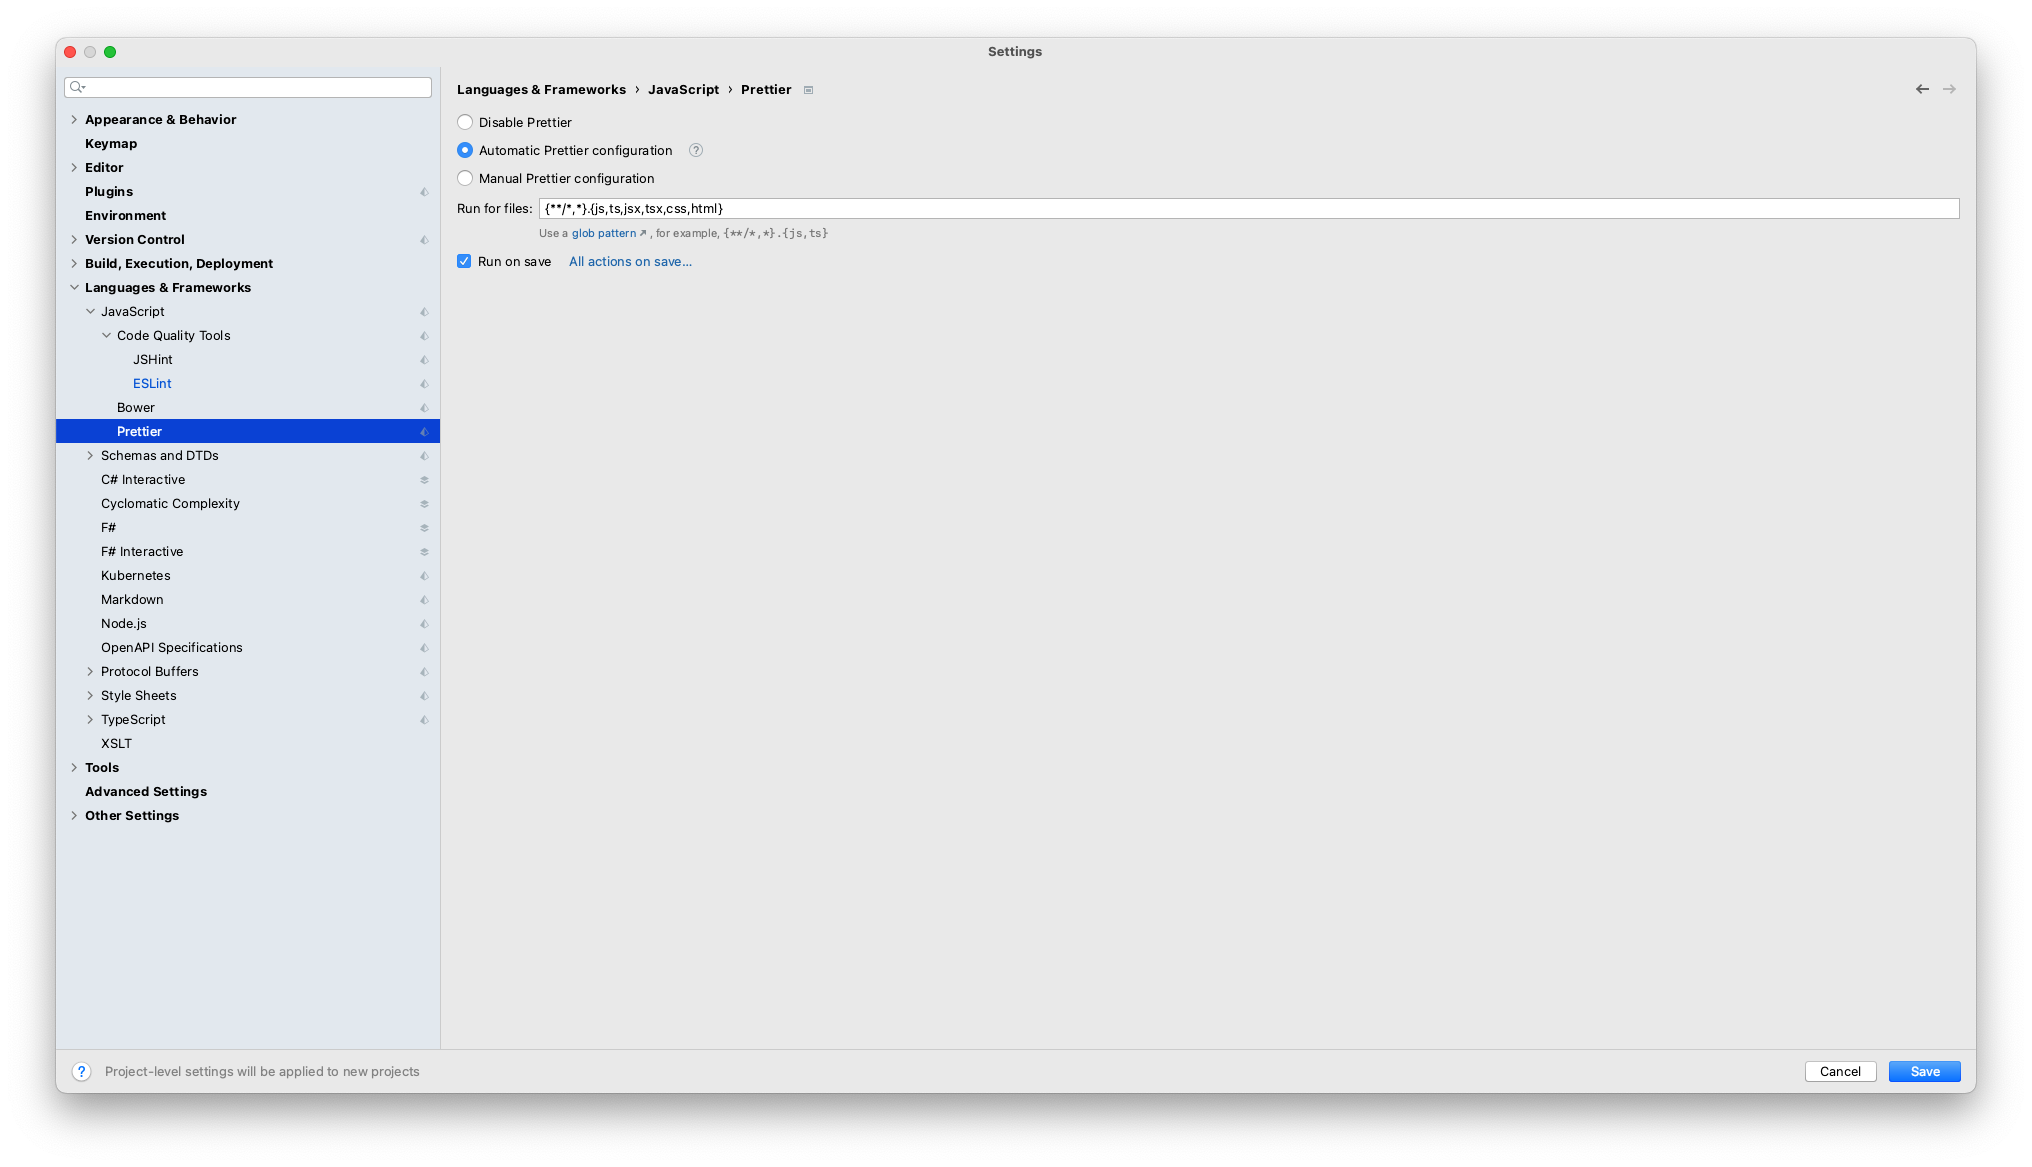 Settings
Appearance & Behavior
Keymap
Editor
Plugins
Environment
Version Control
Build, Execution, Deployment
Languages & Frameworks
JavaScript
Code Quality Tools
JSHint
ESLint
Bower
Prettier
Schemas and DTDs
C# Interactive
Cyclomatic Complexity
F#
F# Interactive
Kubernetes
Markdown
Node.js
OpenAPI Specifications
Protocol Buffers
Style Sheets
TypeScript
XSLT
Tools
Advanced Settings
Other Settings
Languages & Frameworks › JavaScript › Prettier
Disable Prettier
Automatic Prettier configuration ?
Manual Prettier configuration
Run for files: {**/*,*}.{js,ts,jsx,tsx,css,html}
Use a glob pattern ↗, for example, {**/*,*}.{js,ts}
Run on save All actions on save...
? Project-level settings will be applied to new projects
Cancel Save